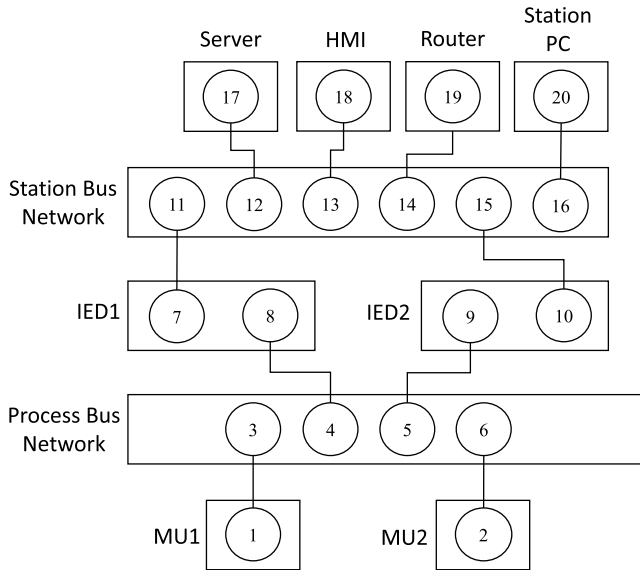 Server HMI Router Station
PC
17 18 19 20
Station Bus
Network
11 12 13 14 15 16
IED1 7 8 IED2 9 10
Process Bus
Network
3 4 5 6
MU1 1 MU2 2